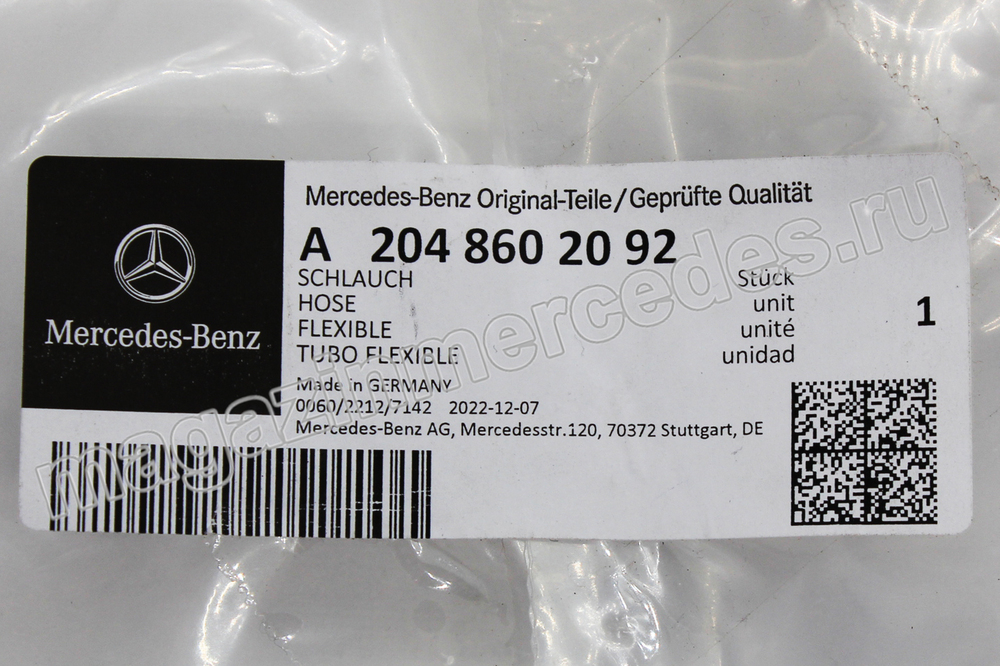 Mercedes-Benz Original-Teile/Geprüfte Qualität
A 204 860 20 92
SCHLAUCH Stück
HOSE unit
FLEXIBLE unité
TUBO FLEXIBLE unidad
1
Mercedes-Benz
Made in GERMANY
0060/2212/7142 2022-12-07
Mercedes-Benz AG, Mercedesstr.120, 70372 Stuttgart, DE
magazinmercedes.ru